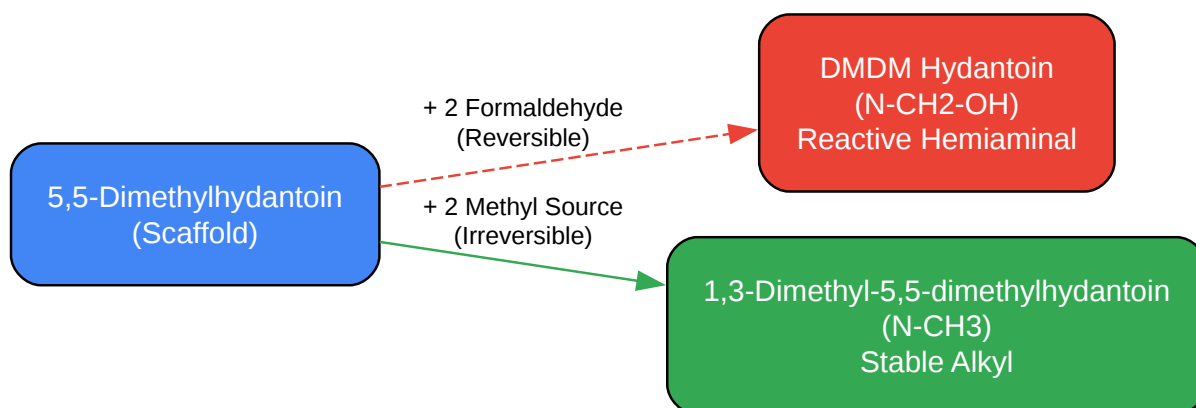 5,5-Dimethylhydantoin
(Scaffold)
+ 2 Formaldehyde
(Reversible)
DMDM Hydantoin
(N-CH2-OH)
Reactive Hemiaminal
+ 2 Methyl Source
(Irreversible)
1,3-Dimethyl-5,5-dimethylhydantoin
(N-CH3)
Stable Alkyl